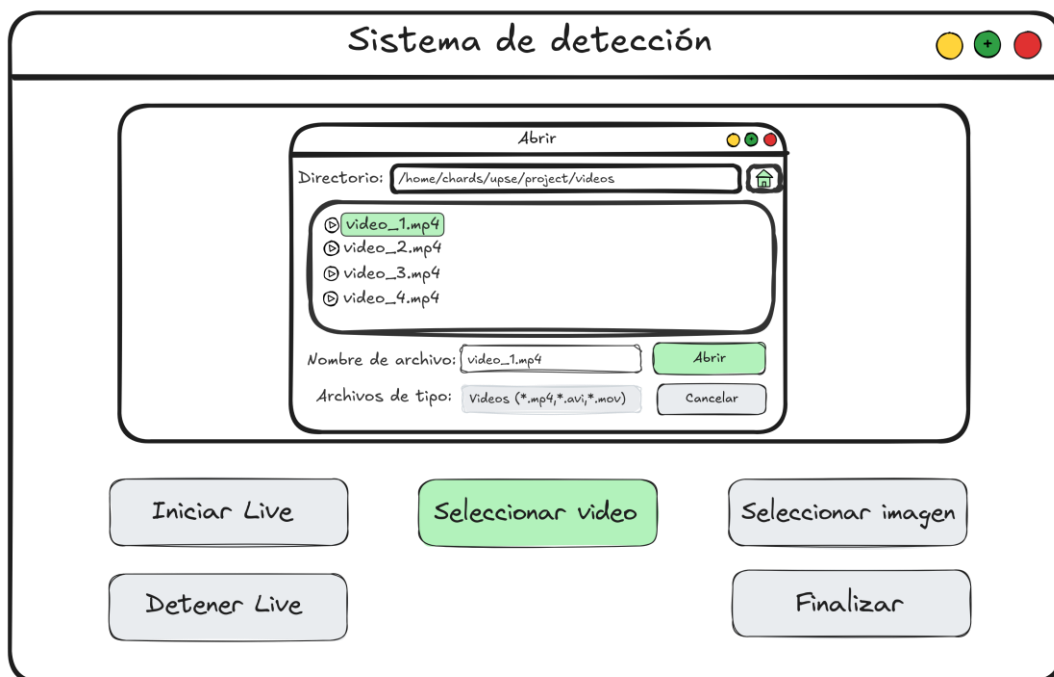 Sistema de detección
Abrir
Directorio: /home/chards/upse/project/videos
video_1.mp4
video_2.mp4
video_3.mp4
video_4.mp4
Nombre de archivo: video_1.mp4 Abrir
Archivos de tipo: Videos (*.mp4,*.avi,*.mov) Cancelar
Iniciar Live Seleccionar video Seleccionar imagen
Detener Live Finalizar